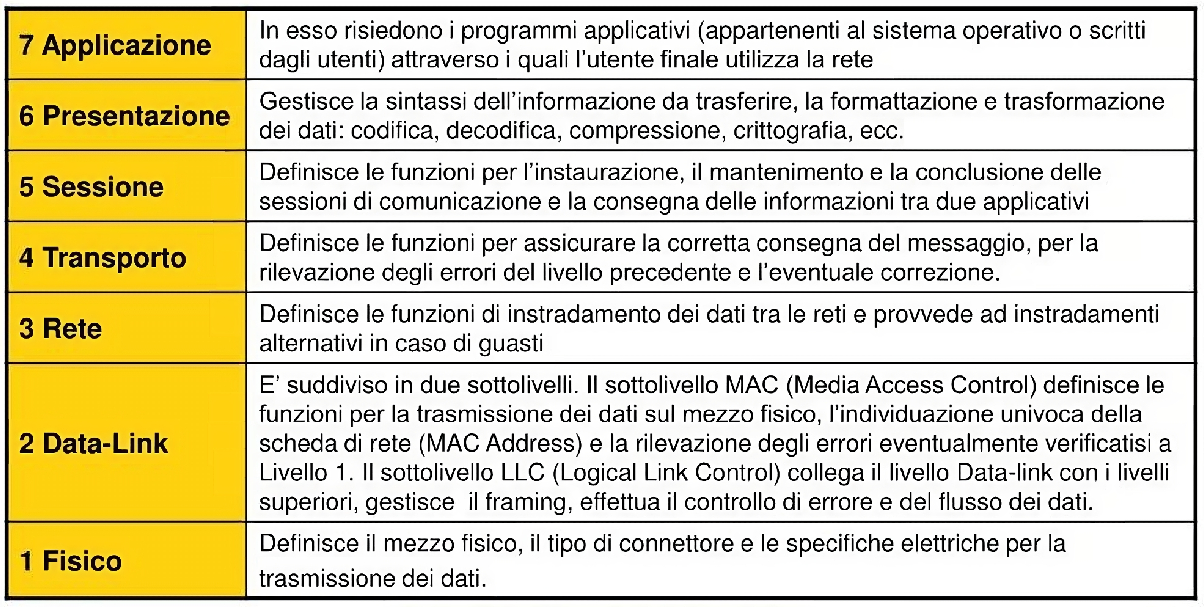 7 Applicazione
In esso risiedono i programmi applicativi (appartenenti al sistema operativo o scritti
dagli utenti) attraverso i quali l'utente finale utilizza la rete
6 Presentazione
Gestisce la sintassi dell'informazione da trasferire, la formattazione e trasformazione
dei dati: codifica, decodifica, compressione, crittografia, ecc.
5 Sessione
Definisce le funzioni per l'instaurazione, il mantenimento e la conclusione delle
sessioni di comunicazione e la consegna delle informazioni tra due applicativi
4 Transporto
Definisce le funzioni per assicurare la corretta consegna del messaggio, per la
rilevazione degli errori del livello precedente e l'eventuale correzione.
3 Rete
Definisce le funzioni di instradamento dei dati tra le reti e provvede ad instradamenti
alternativi in caso di guasti
2 Data-Link
E' suddiviso in due sottolivelli. Il sottolivello MAC (Media Access Control) definisce le
funzioni per la trasmissione dei dati sul mezzo fisico, l'individuazione univoca della
scheda di rete (MAC Address) e la rilevazione degli errori eventualmente verificatisi a
Livello 1. Il sottolivello LLC (Logical Link Control) collega il livello Data-link con i livelli
superiori, gestisce il framing, effettua il controllo di errore e del flusso dei dati.
1 Fisico
Definisce il mezzo fisico, il tipo di connettore e le specifiche elettriche per la
trasmissione dei dati.